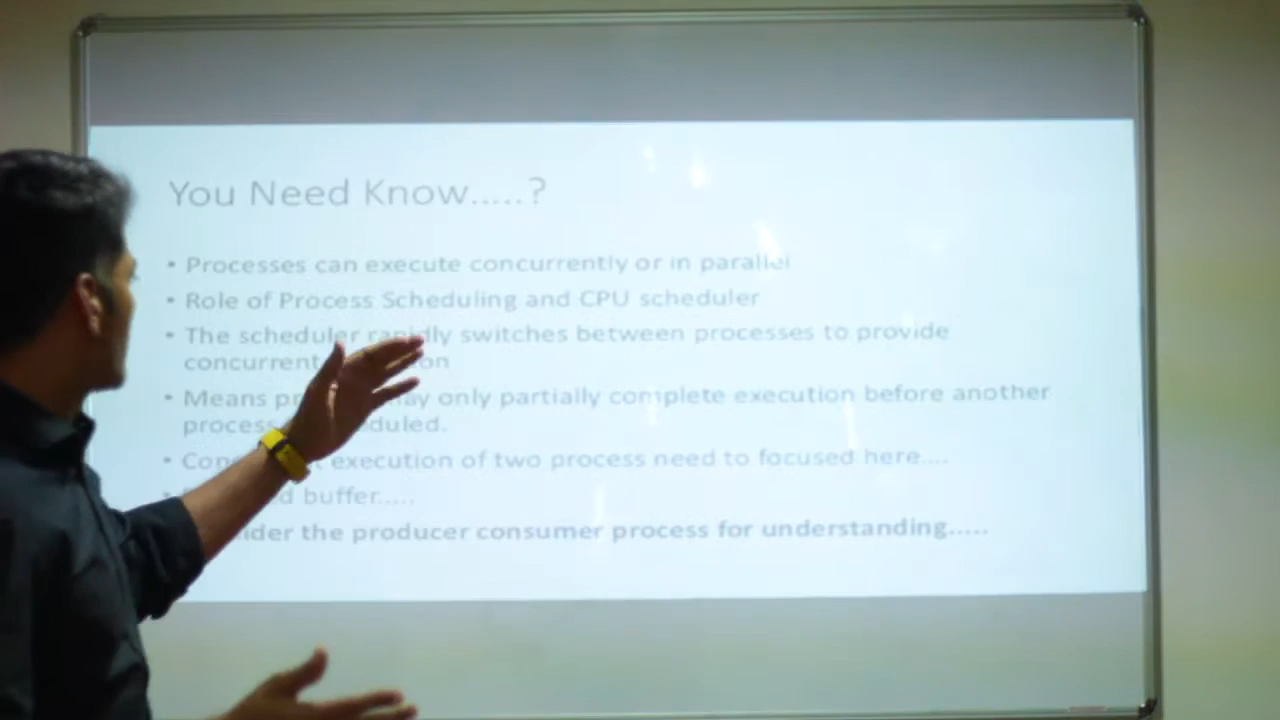 You Need Know.....?
• Processes can execute concurrently or in parallel
• Role of Process Scheduling and CPU scheduler
• The scheduler rapidly switches between processes to provide
concurrent
• Means may only partially complete execution before another
process
• execution of two process need to focused here....
buffer.....
the producer consumer process for understanding.....